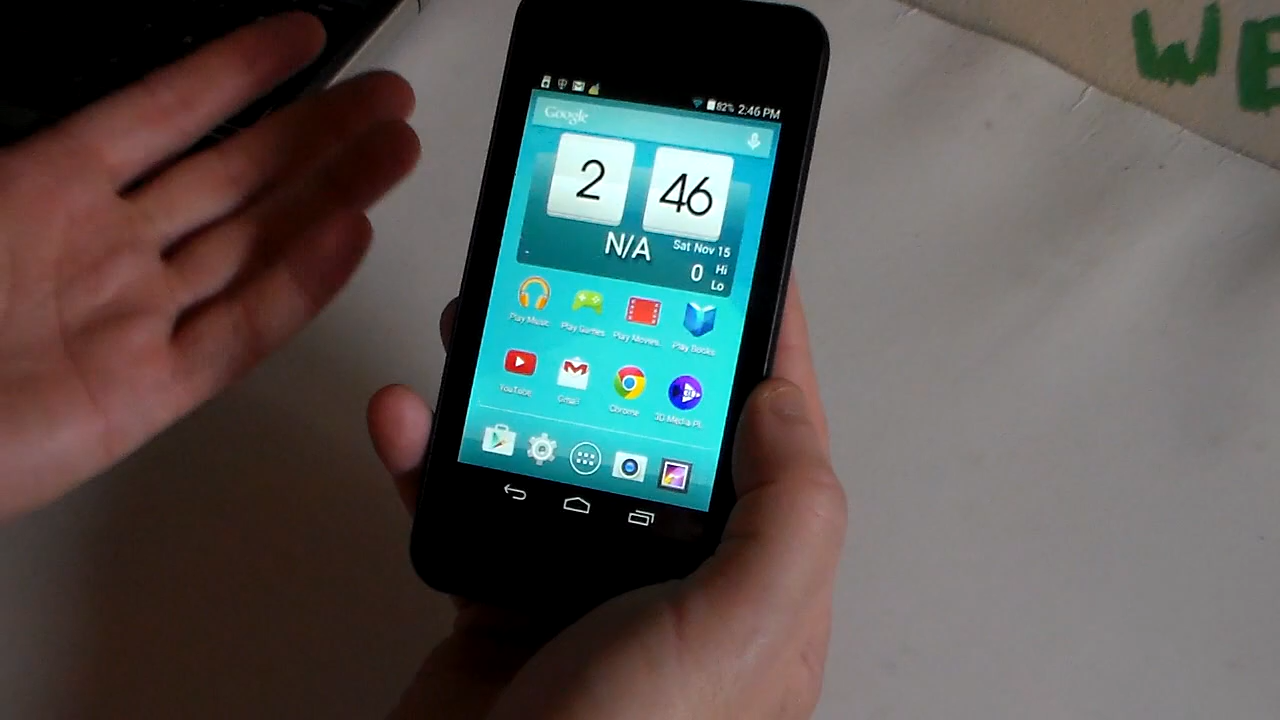 WE
82% 2:46 PM
Google
2 46
N/A
Sat Nov 15
0 Hi
Lo
Play Music Play Games Play Movies Play Books
YouTube Gmail Chrome 3D Media Pl